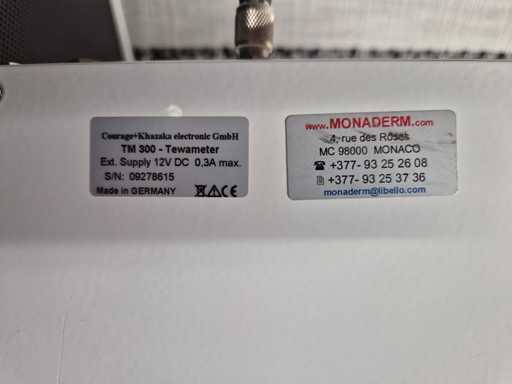 Courage+Khazaka electronic GmbH
TM 300 - Tewameter
Ext. Supply 12V DC 0,3A max.
S/N: 09278615
Made in GERMANY
CE
www.MONADERM.com
4, rue des Roses
MC 98000 MONACO
☎ +377- 93 25 26 08
+377- 93 25 37 36
monaderm@libello.com